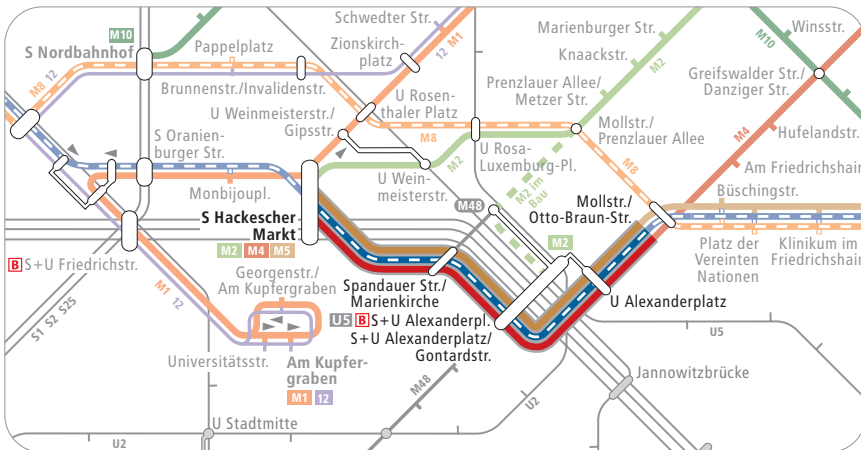 M10
S Nordbahnhof
Pappelplatz
Schwedter Str.
Zionskirch-
platz
M1
12
Marienburger Str.
Knaackstr.
M2
Winsstr.
M10
M8 12
Brunnenstr./Invalidenstr.
Prenzlauer Allee/
Metzer Str.
Greifswalder Str./
Danziger Str.
U Weinmeisterstr./
Gipsstr.
U Rosen-
thaler Platz
M8
Mollstr./
Prenzlauer Allee
M4
Hufelandstr.
S Oranien-
burger Str.
U Rosa-
Luxemburg-Pl.
M2
M8
Am Friedrichshain
Monbijoupl.
U Wein-
meisterstr.
M2 im
Bau
Büschingstr.
M48
Mollstr./
Otto-Braun-Str.
S Hackescher
Markt
M2 M4 M5
M2
Platz der
Vereinten
Nationen
Klinikum im
Friedrichshain
B S+U Friedrichstr.
Georgenstr./
Am Kupfergraben
Spandauer Str./
Marienkirche
U Alexanderplatz
M1
12
S1 S2 S25
U5 B S+U Alexanderpl.
S+U Alexanderplatz/
Gontardstr.
U5
Universitätsstr.
Am Kupfer-
graben
M1 12
M48
Jannowitzbrücke
U2
U Stadtmitte
U2